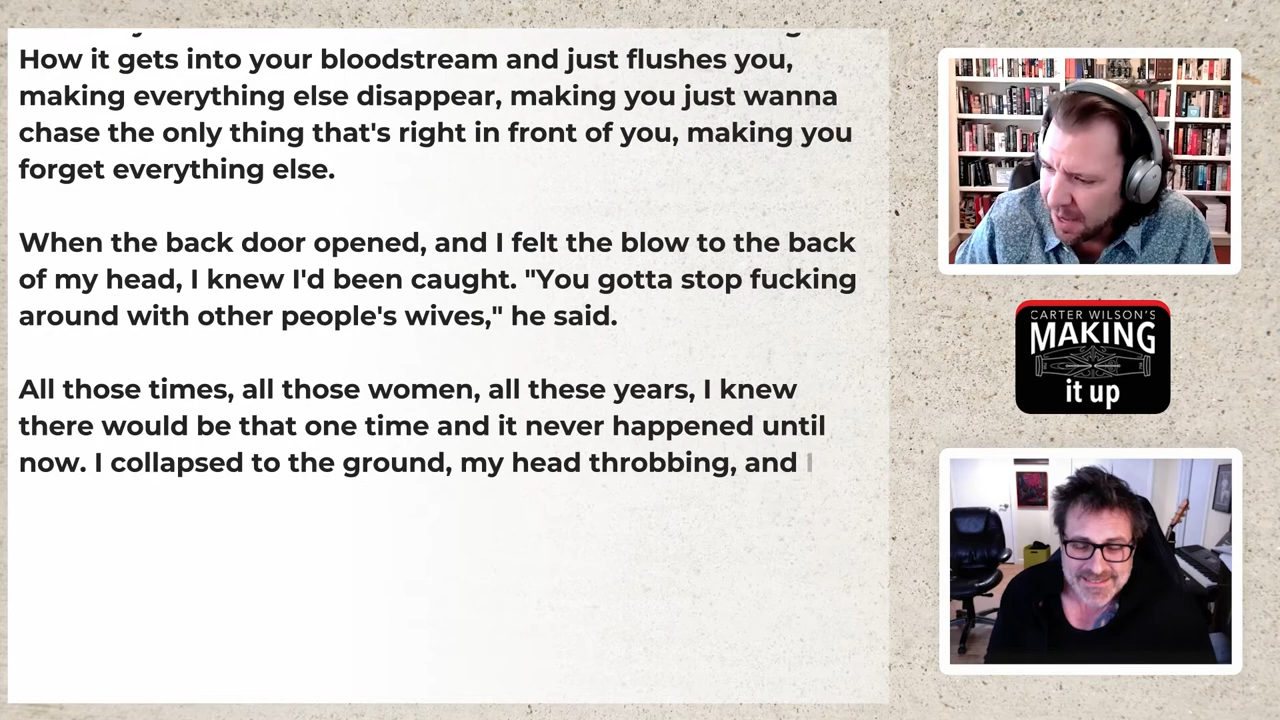 How it gets into your bloodstream and just flushes you,
making everything else disappear, making you just wanna
chase the only thing that's right in front of you, making you
forget everything else.
When the back door opened, and I felt the blow to the back
of my head, I knew I'd been caught. "You gotta stop fucking
around with other people's wives," he said.
All those times, all those women, all these years, I knew
there would be that one time and it never happened until
now. I collapsed to the ground, my head throbbing, and I
CARTER WILSON'S
MAKING
it up